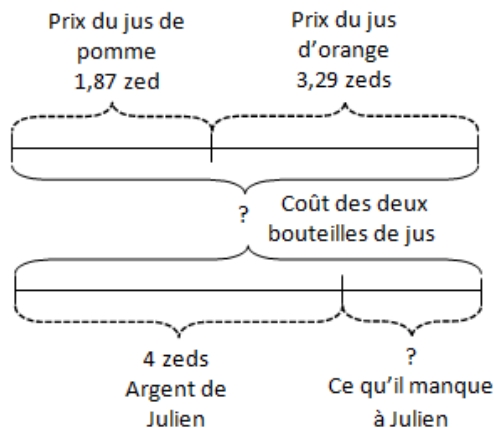 Prix du jus de
pomme
1,87 zed
Prix du jus
d'orange
3,29 zeds
?
Coût des deux
bouteilles de jus
4 zeds
Argent de
Julien
?
Ce qu'il manque
à Julien